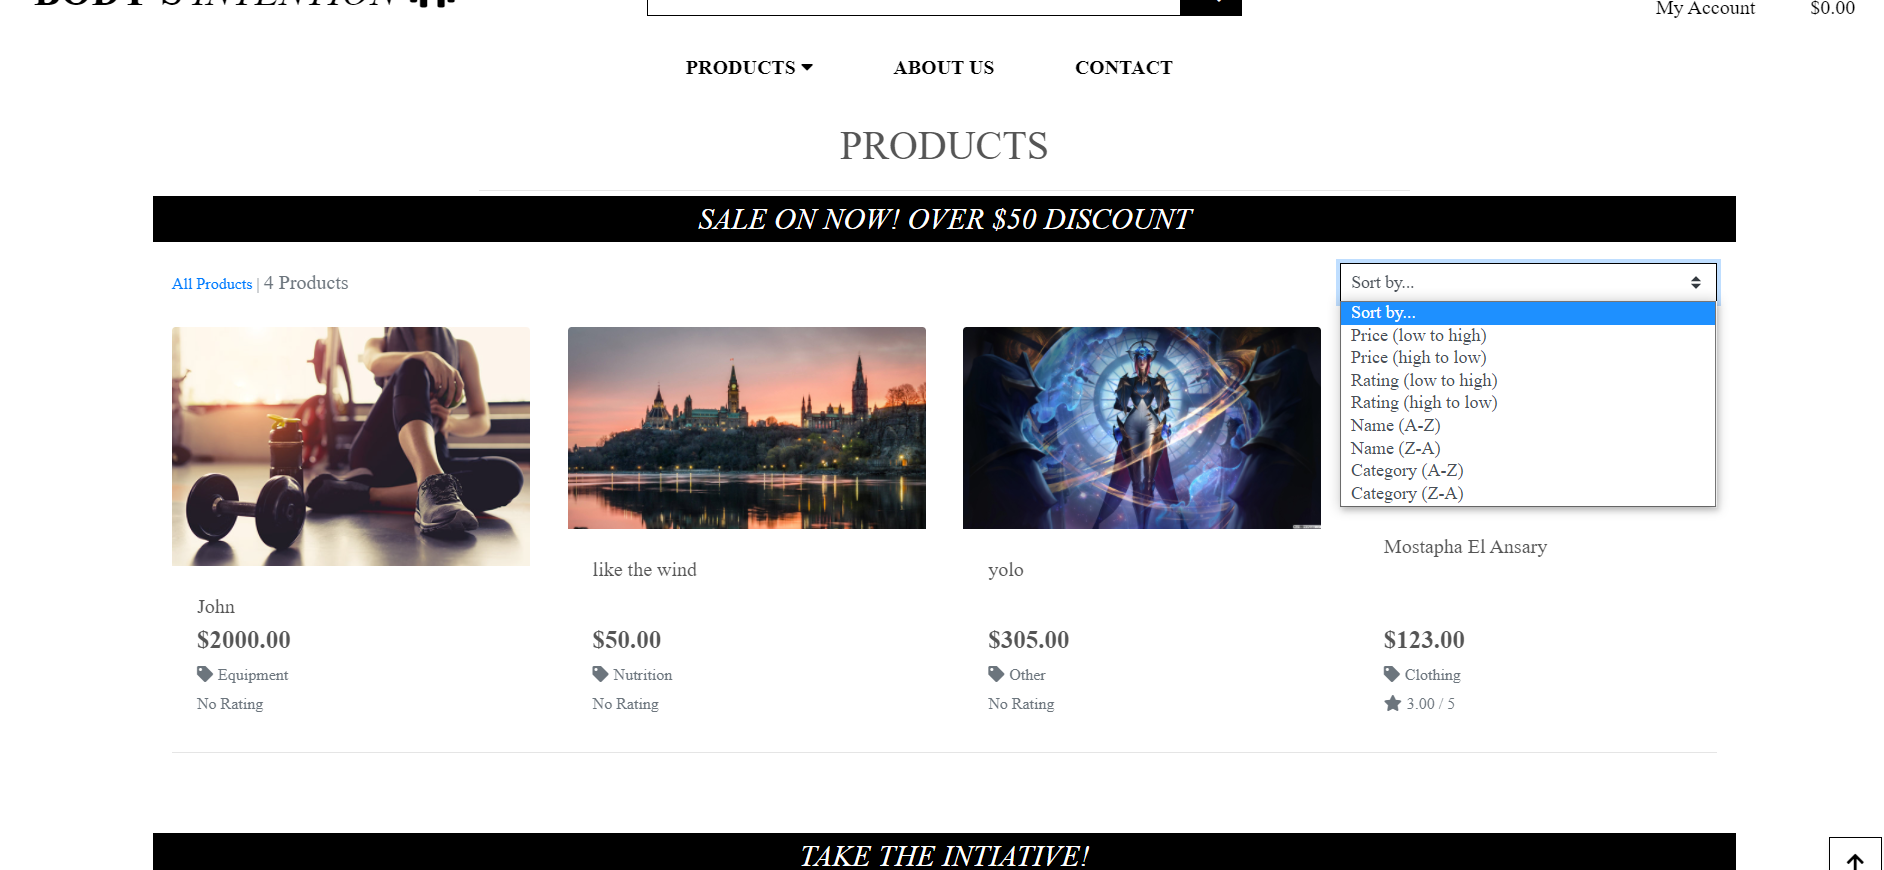 BODY'S INTENTION
My Account $0.00
PRODUCTS ABOUT US CONTACT
PRODUCTS
SALE ON NOW! OVER $50 DISCOUNT
All Products | 4 Products
Sort by...
Sort by...
Price (low to high)
Price (high to low)
Rating (low to high)
Rating (high to low)
Name (A-Z)
Name (Z-A)
Category (A-Z)
Category (Z-A)
John
$2000.00
Equipment
No Rating
like the wind
$50.00
Nutrition
No Rating
yolo
$305.00
Other
No Rating
Mostapha El Ansary
$123.00
Clothing
3.00 / 5
TAKE THE INTIATIVE!